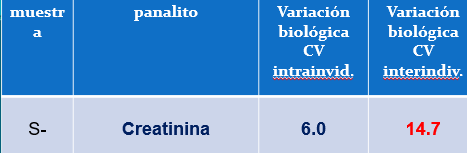 muestr
a
panalito
Variación
biológica
CV
intrainvid.
Variación
biológica
CV
interindiv.
S-
Creatinina
6.0
14.7